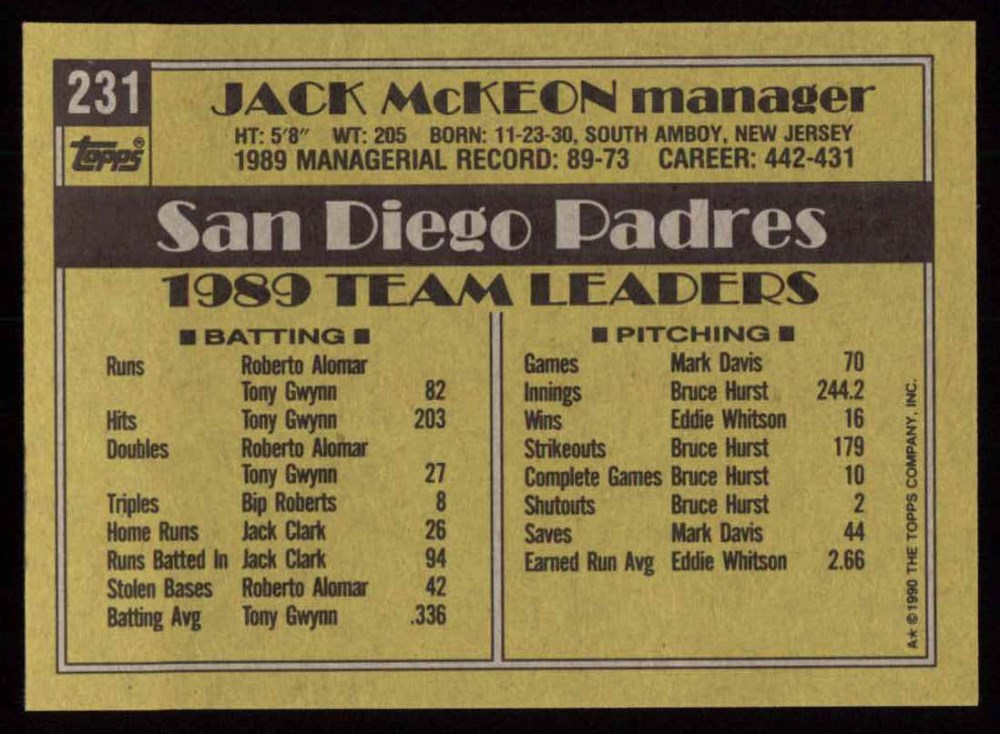 231
topps®
JACK McKEON manager
HT: 5'8" WT: 205 BORN: 11-23-30, SOUTH AMBOY, NEW JERSEY
1989 MANAGERIAL RECORD: 89-73 CAREER: 442-431
San Diego Padres
1989 TEAM LEADERS
■ BATTING ■
Runs Roberto Alomar
Tony Gwynn 82
Hits Tony Gwynn 203
Doubles Roberto Alomar
Tony Gwynn 27
Triples Bip Roberts 8
Home Runs Jack Clark 26
Runs Batted In Jack Clark 94
Stolen Bases Roberto Alomar 42
Batting Avg Tony Gwynn .336
■ PITCHING ■
Games Mark Davis 70
Innings Bruce Hurst 244.2
Wins Eddie Whitson 16
Strikeouts Bruce Hurst 179
Complete Games Bruce Hurst 10
Shutouts Bruce Hurst 2
Saves Mark Davis 44
Earned Run Avg Eddie Whitson 2.66
A★ © 1990 THE TOPPS COMPANY, INC.